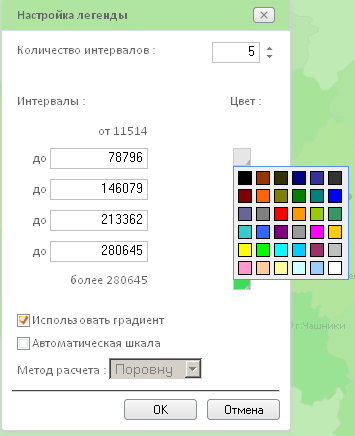 Настройка легенды
Количество интервалов : 5
Интервалы : Цвет :
от 11514
до 78796
до 146079
до 213362
до 280645
более 280645
Использовать градиент
Автоматическая шкала
г.Чашники
Метод расчета : Поровну
OK Отмена